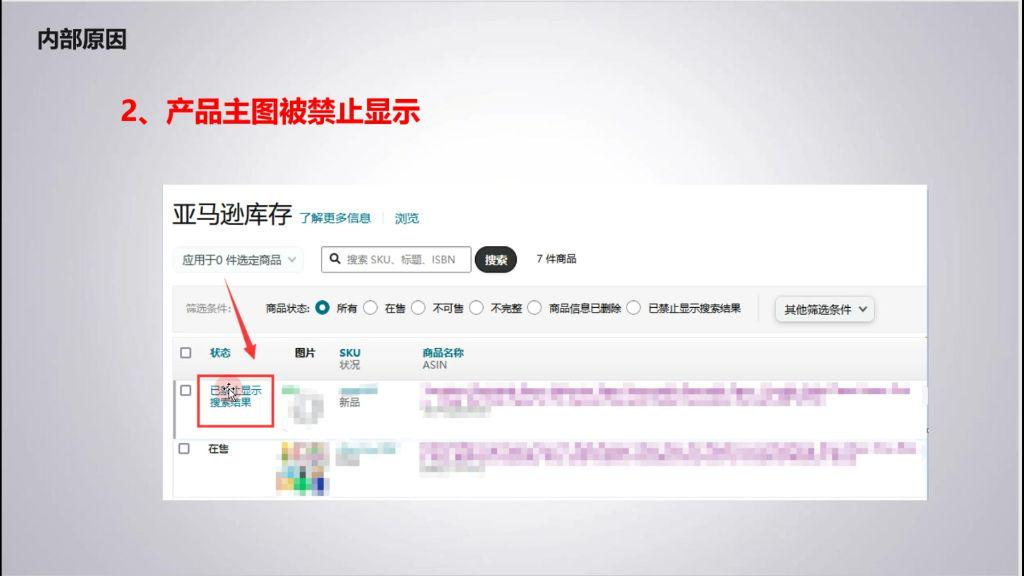 内部原因
2、产品主图被禁止显示
亚马逊库存 了解更多信息 浏览
应用于0 件选定商品 搜索 SKU、标题、ISBN 搜索 7 件商品
筛选条件: 商品状态: 所有 在售 不可售 不完整 商品信息已删除 已禁止显示搜索结果 其他筛选条件
状态 图片 SKU 商品名称
状况 ASIN
已禁止显示
搜索结果 新品
在售